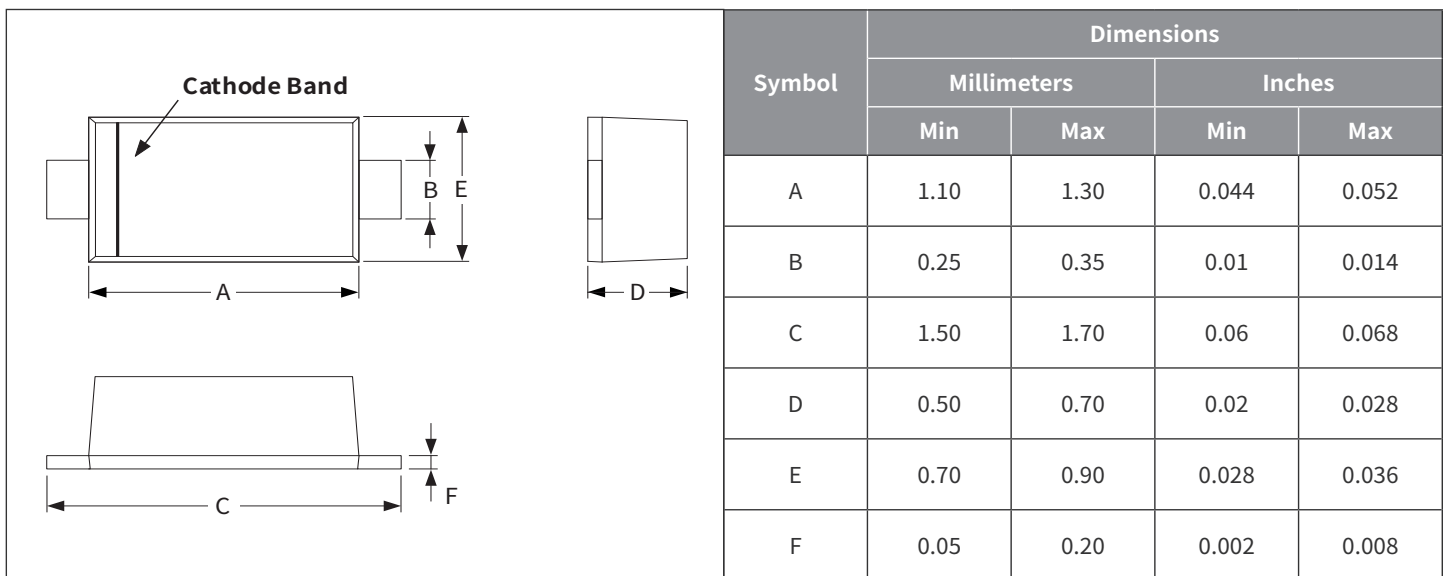 Cathode Band
B E
A
D
C
F
Symbol Dimensions
Millimeters Inches
Min Max Min Max
A 1.10 1.30 0.044 0.052
B 0.25 0.35 0.01 0.014
C 1.50 1.70 0.06 0.068
D 0.50 0.70 0.02 0.028
E 0.70 0.90 0.028 0.036
F 0.05 0.20 0.002 0.008